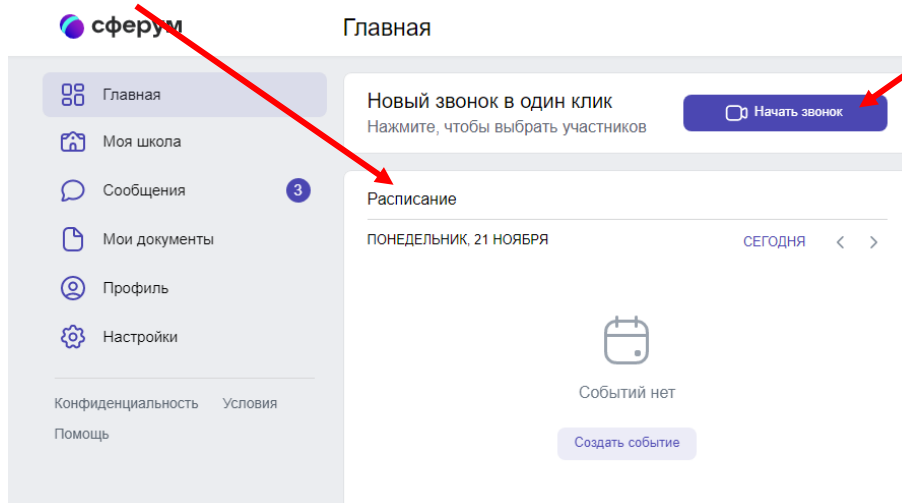 сферум
Главная
Главная
Моя школа
Сообщения 3
Мои документы
Профиль
Настройки
Конфиденциальность Условия
Помощь
Новый звонок в один клик
Нажмите, чтобы выбрать участников
Начать звонок
Расписание
ПОНЕДЕЛЬНИК, 21 НОЯБРЯ
СЕГОДНЯ < >
Событий нет
Создать событие